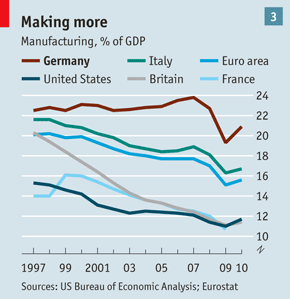 Making more
3
Manufacturing, % of GDP
Germany Italy Euro area
United States Britain France
24
22
20
18
16
14
12
10
1997 99 2001 03 05 07 09 10
Sources: US Bureau of Economic Analysis; Eurostat